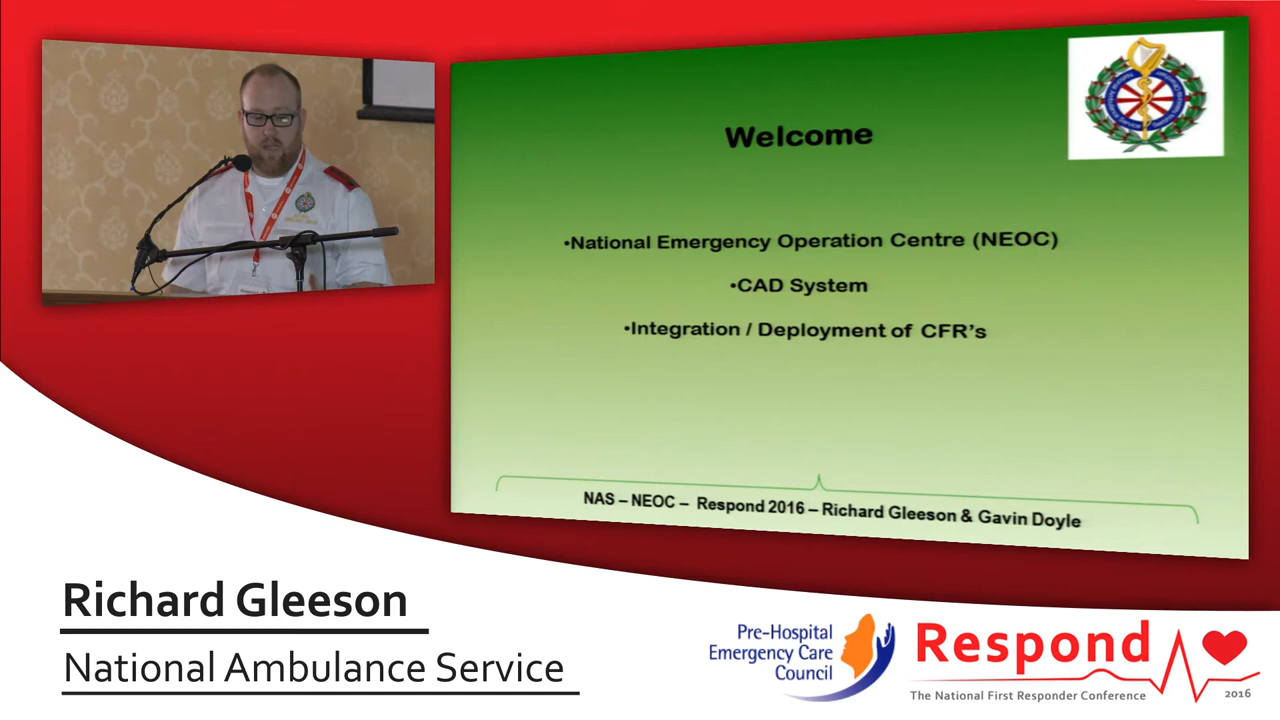 Welcome
•National Emergency Operation Centre (NEOC)
•CAD System
•Integration / Deployment of CFR's
NAS – NEOC – Respond 2016 – Richard Gleeson & Gavin Doyle
Richard Gleeson
National Ambulance Service
Pre-Hospital
Emergency Care
Council
Respond
The National First Responder Conference
2016